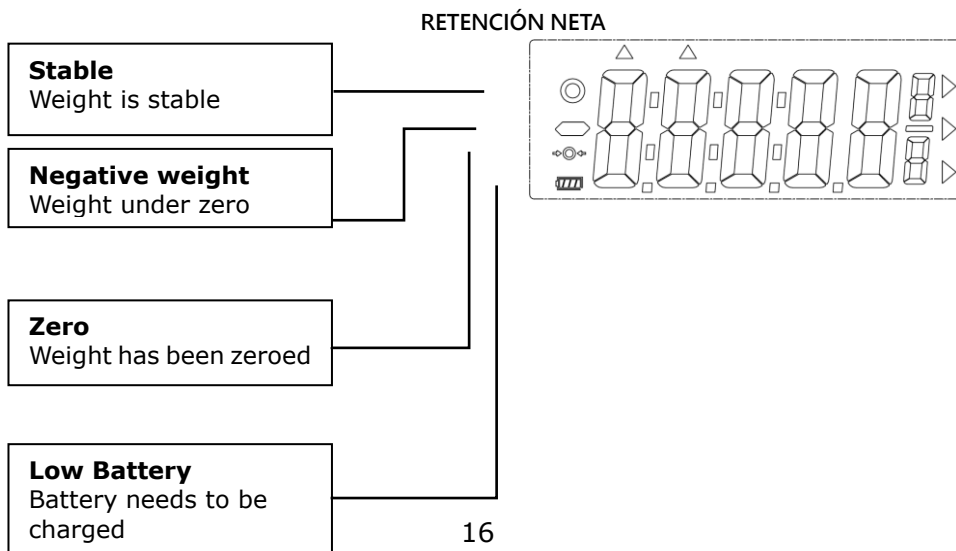 RETENCIÓN NETA
Stable
Weight is stable
Negative weight
Weight under zero
Zero
Weight has been zeroed
Low Battery
Battery needs to be
charged
16